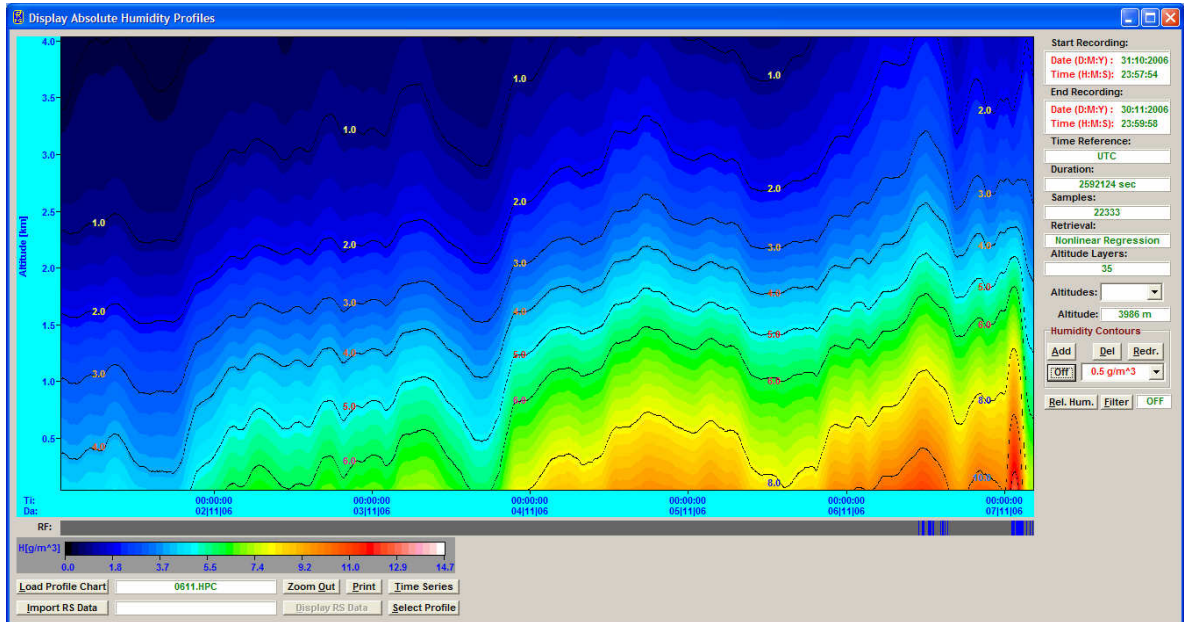 Display Absolute Humidity Profiles
4.0
3.5
3.0
2.5
2.0
1.5
1.0
0.5
Altitude [km]
1.0
1.0
1.0
1.0
2.0
2.0
2.0
2.0
2.0
3.0
3.0
3.0
3.0
3.0
4.0
4.0
4.0
4.0
4.0
5.0
5.0
5.0
5.0
6.0
6.0
6.0
6.0
8.0
8.0
10.0
Ti: 00:00:00 00:00:00 00:00:00 00:00:00 00:00:00 00:00:00
Da: 02|11|06 03|11|06 04|11|06 05|11|06 06|11|06 07|11|06
RF:
H[g/m^3]
0.0 1.8 3.7 5.5 7.4 9.2 11.0 12.9 14.7
Load Profile Chart 0611.HPC Zoom Out Print Time Series
Import RS Data Display RS Data Select Profile
Start Recording:
Date (D:M:Y) : 31:10:2006
Time (H:M:S): 23:57:54
End Recording:
Date (D:M:Y) : 30:11:2006
Time (H:M:S): 23:59:58
Time Reference:
UTC
Duration:
2592124 sec
Samples:
22333
Retrieval:
Nonlinear Regression
Altitude Layers:
35
Altitudes:
Altitude: 3986 m
Humidity Contours
Add Del Redr.
Off 0.5 g/m^3
Rel. Hum. Filter OFF